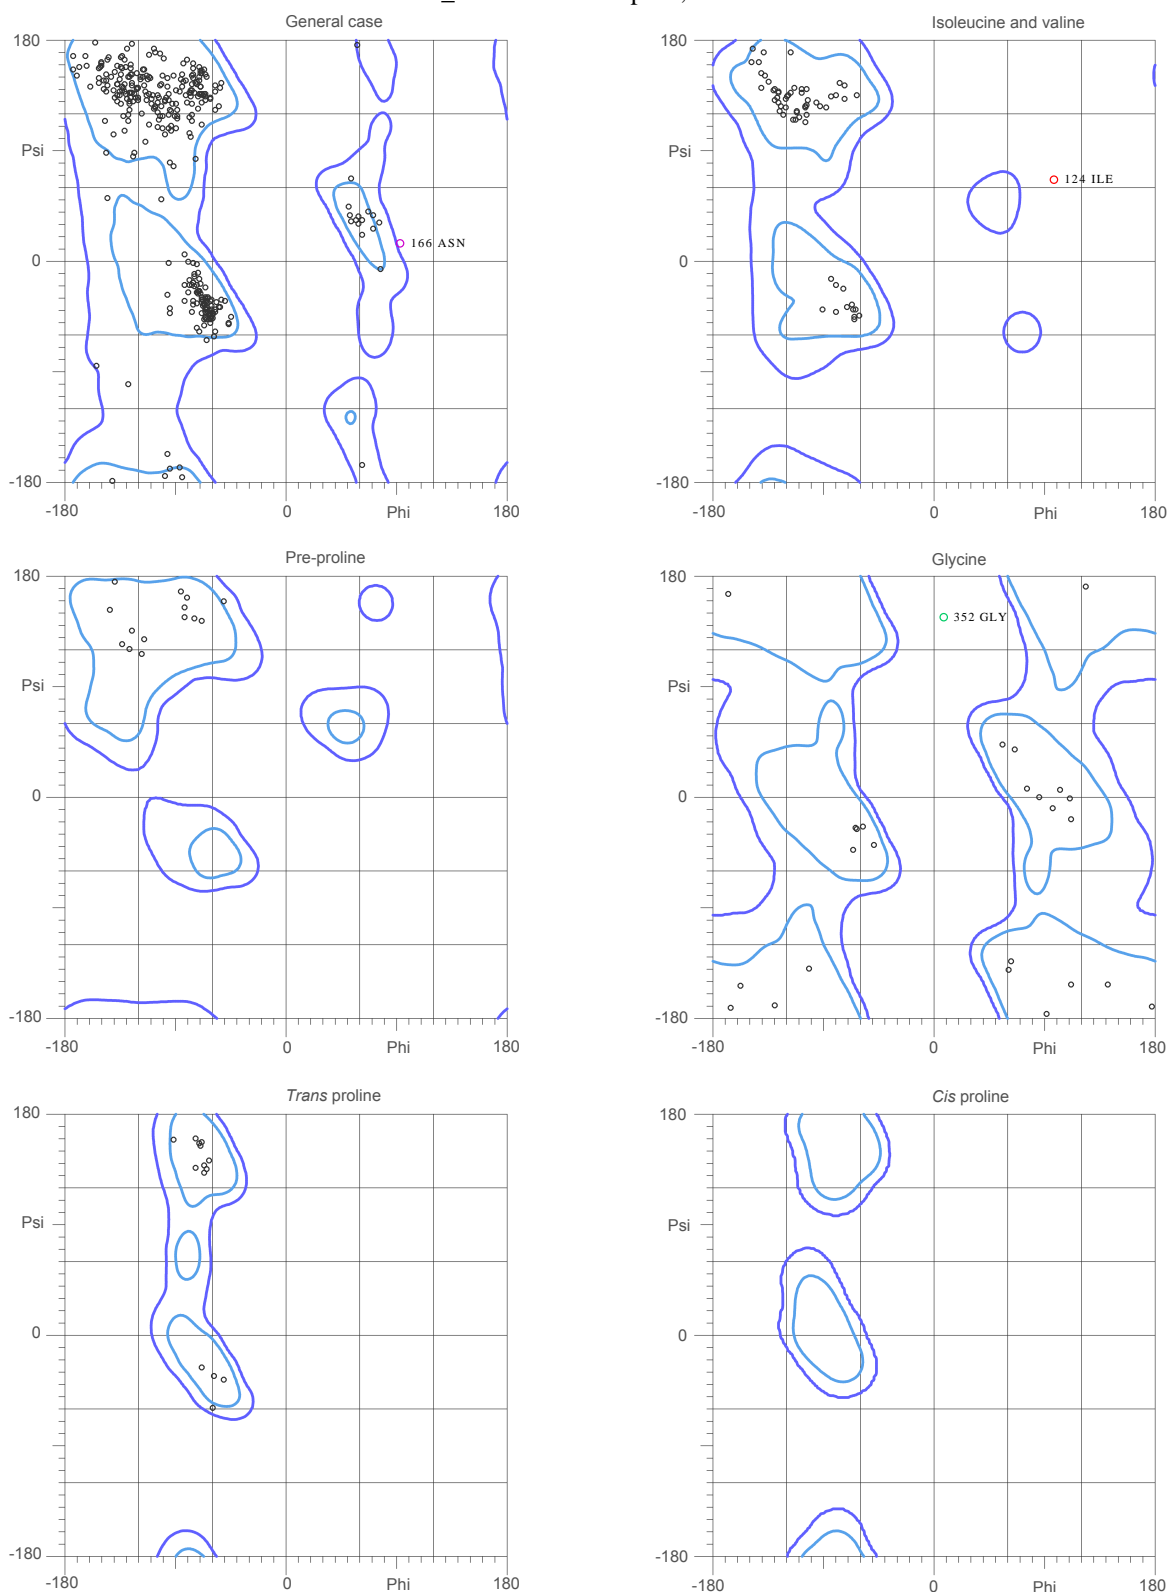 General case
Isoleucine and valine
180
180
Psi
Psi
124 ILE
166 ASN
0
0
-180
-180
-180
0
Phi
180
-180
0
Phi
180
Pre-proline
Glycine
180
180
352 GLY
Psi
Psi
0
0
-180
-180
-180
0
Phi
180
-180
0
Phi
180
Trans proline
Cis proline
180
180
Psi
Psi
0
0
-180
-180
-180
0
Phi
180
-180
0
Phi
180